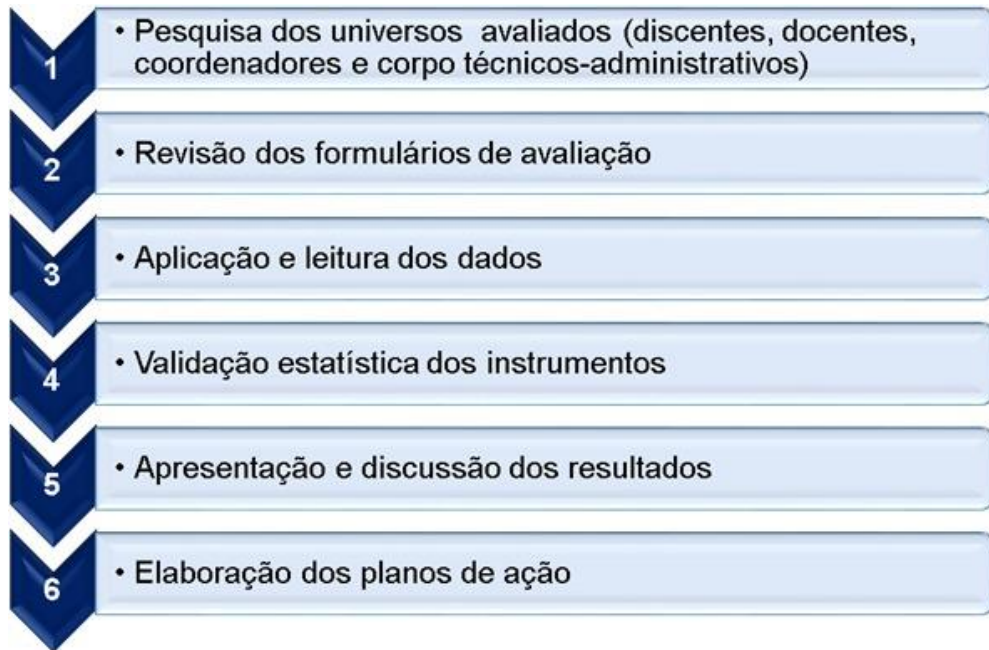 1
• Pesquisa dos universos avaliados (discentes, docentes,
coordenadores e corpo técnicos-administrativos)
2
• Revisão dos formulários de avaliação
3
• Aplicação e leitura dos dados
4
• Validação estatística dos instrumentos
5
• Apresentação e discussão dos resultados
6
• Elaboração dos planos de ação